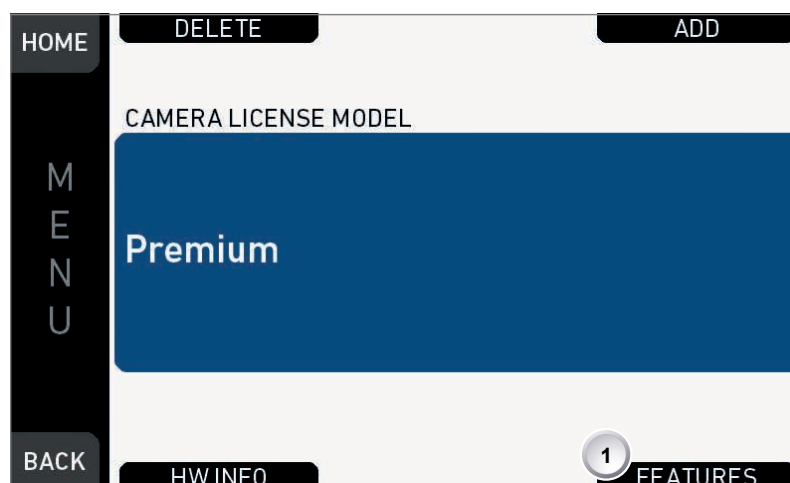 HOME
DELETE
ADD
CAMERA LICENSE MODEL
M
E
N
U
Premium
BACK
HW INFO
1
FEATURES